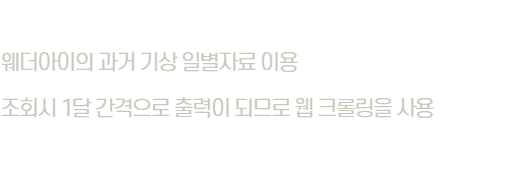 웨더아이의 과거 기상 일별자료 이용
조회시 1달 간격으로 출력이 되므로 웹 크롤링을 사용